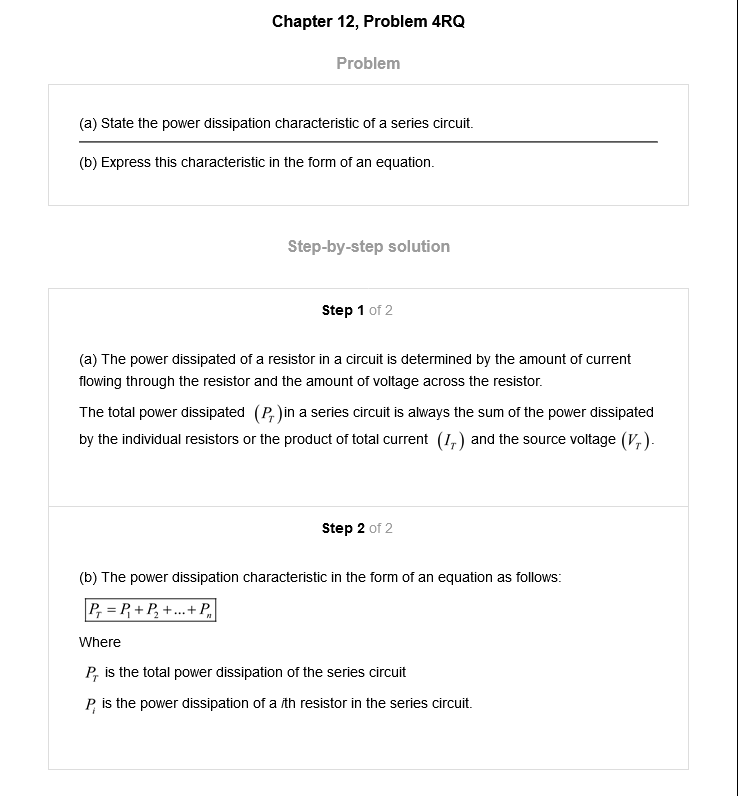 Chapter 12, Problem 4RQ
Problem
(a) State the power dissipation characteristic of a series circuit.
(b) Express this characteristic in the form of an equation.
Step-by-step solution
Step 1 of 2
(a) The power dissipated of a resistor in a circuit is determined by the amount of current
flowing through the resistor and the amount of voltage across the resistor.
The total power dissipated (P_T)in a series circuit is always the sum of the power dissipated
by the individual resistors or the product of total current (I_T) and the source voltage (V_T).
Step 2 of 2
(b) The power dissipation characteristic in the form of an equation as follows:
P_T = P_1 + P_2 + ... + P_n
Where
P_T is the total power dissipation of the series circuit
P_i is the power dissipation of a ith resistor in the series circuit.